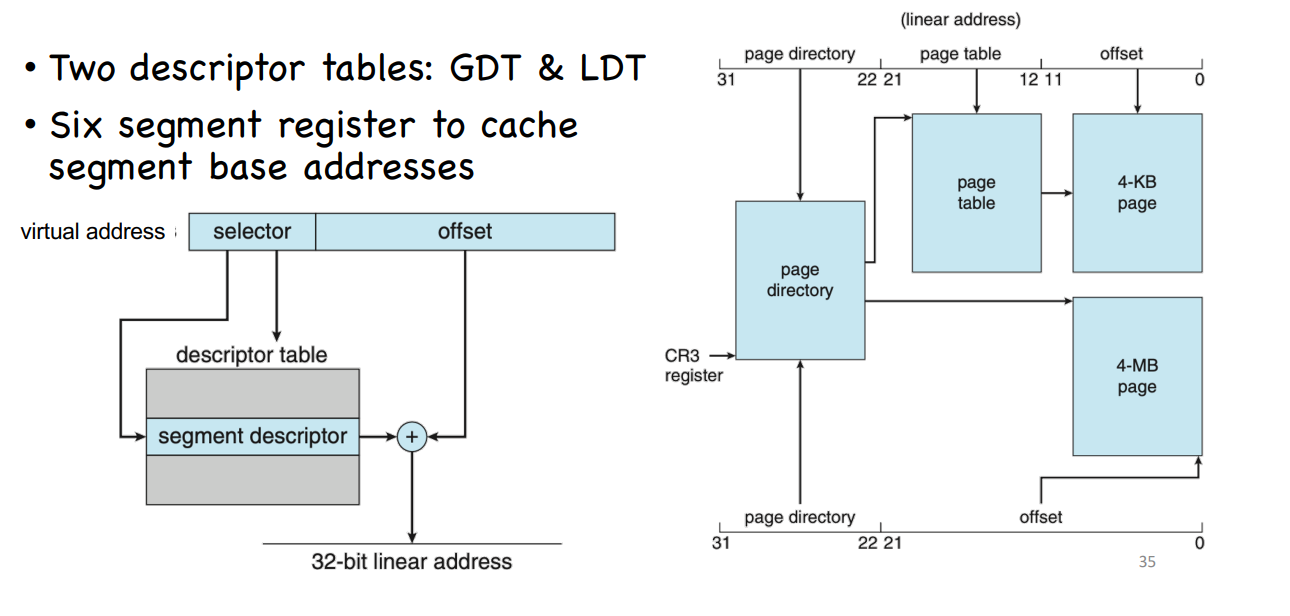 • Two descriptor tables: GDT & LDT
• Six segment register to cache
segment base addresses
virtual address
selector
offset
descriptor table
segment descriptor
+
32-bit linear address
(linear address)
page directory
page table
offset
31
22 21
12 11
0
page
table
4-KB
page
page
directory
CR3
register
4-MB
page
page directory
offset
31
22 21
0
35